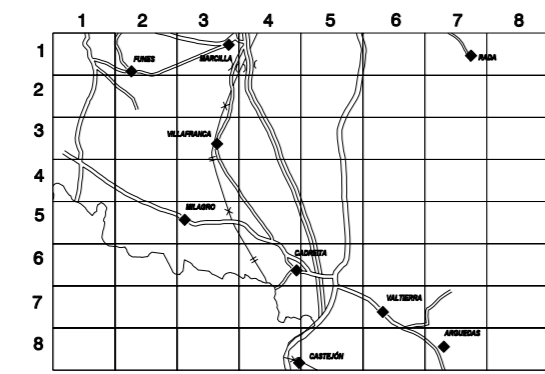 1 2 3 4 5 6 7 8
1
FUNES
MARCILLA
RADA
2
3
VILLAFRANCA
4
5
MILAGRO
6
CADREITA
7
VALTIERRA
8
ARGUEDAS
CASTEJÓN